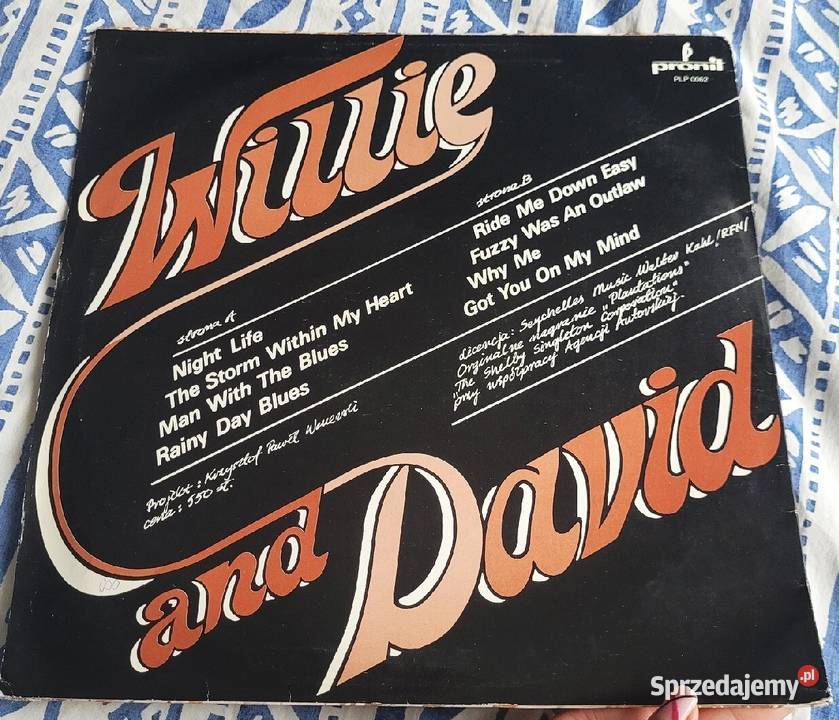 pronit
PLP 0062
Willie
strona A
Night Life
The Storm Within My Heart
Man With The Blues
Rainy Day Blues
projekt: Krzysztof Paweł
cena: 550 zł.
strona B
Ride Me Down Easy
Fuzzy Was An Outlaw
Why Me
Got You On My Mind
licencja: Seychelles Music Walter Kahl /RFN/
Orginalne nagranie "Plantations"
"The Shelby Singleton Corporation"
przy współpracy Agencji Autorskiej.
and David
Sprzedajemy.pl